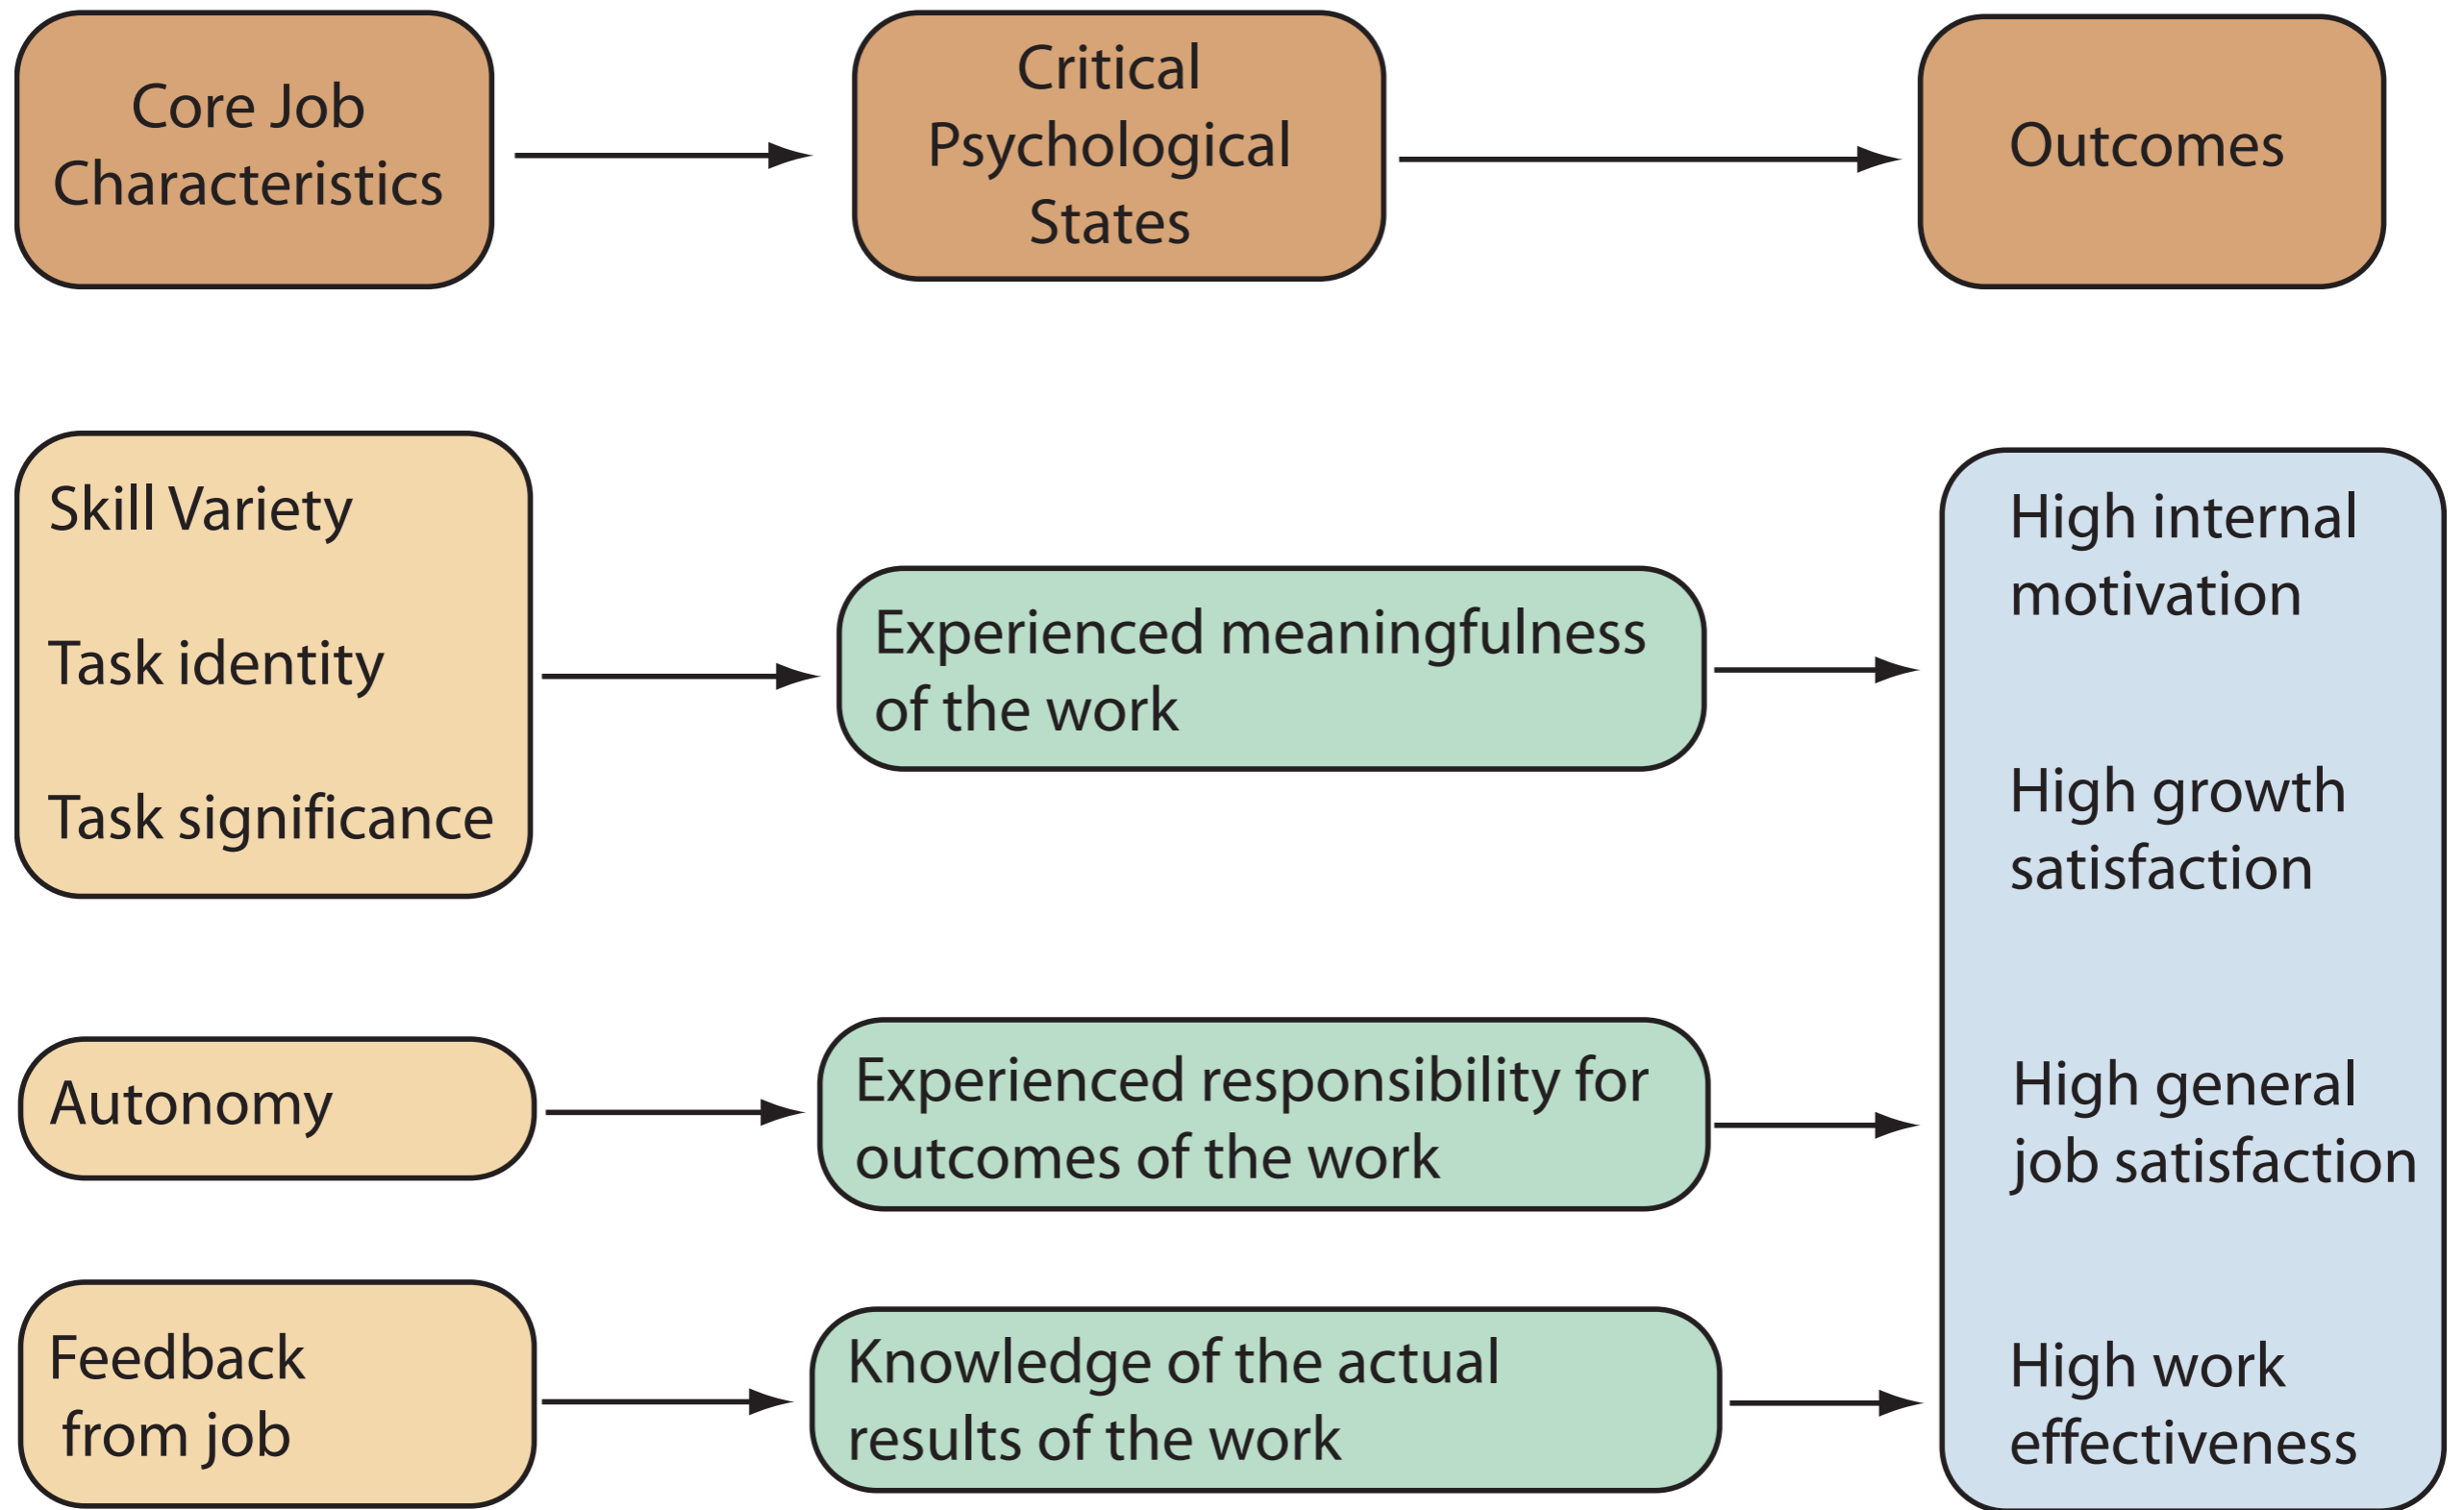 Core Job
Characteristics
Critical
Psychological
States
Outcomes
Skill Variety
Task identity
Task significance
Experienced meaningfulness
of the work
High internal
motivation
High growth
satisfaction
Autonomy
Experienced responsibility for
outcomes of the work
High general
job satisfaction
Feedback
from job
Knowledge of the actual
results of the work
High work
effectiveness